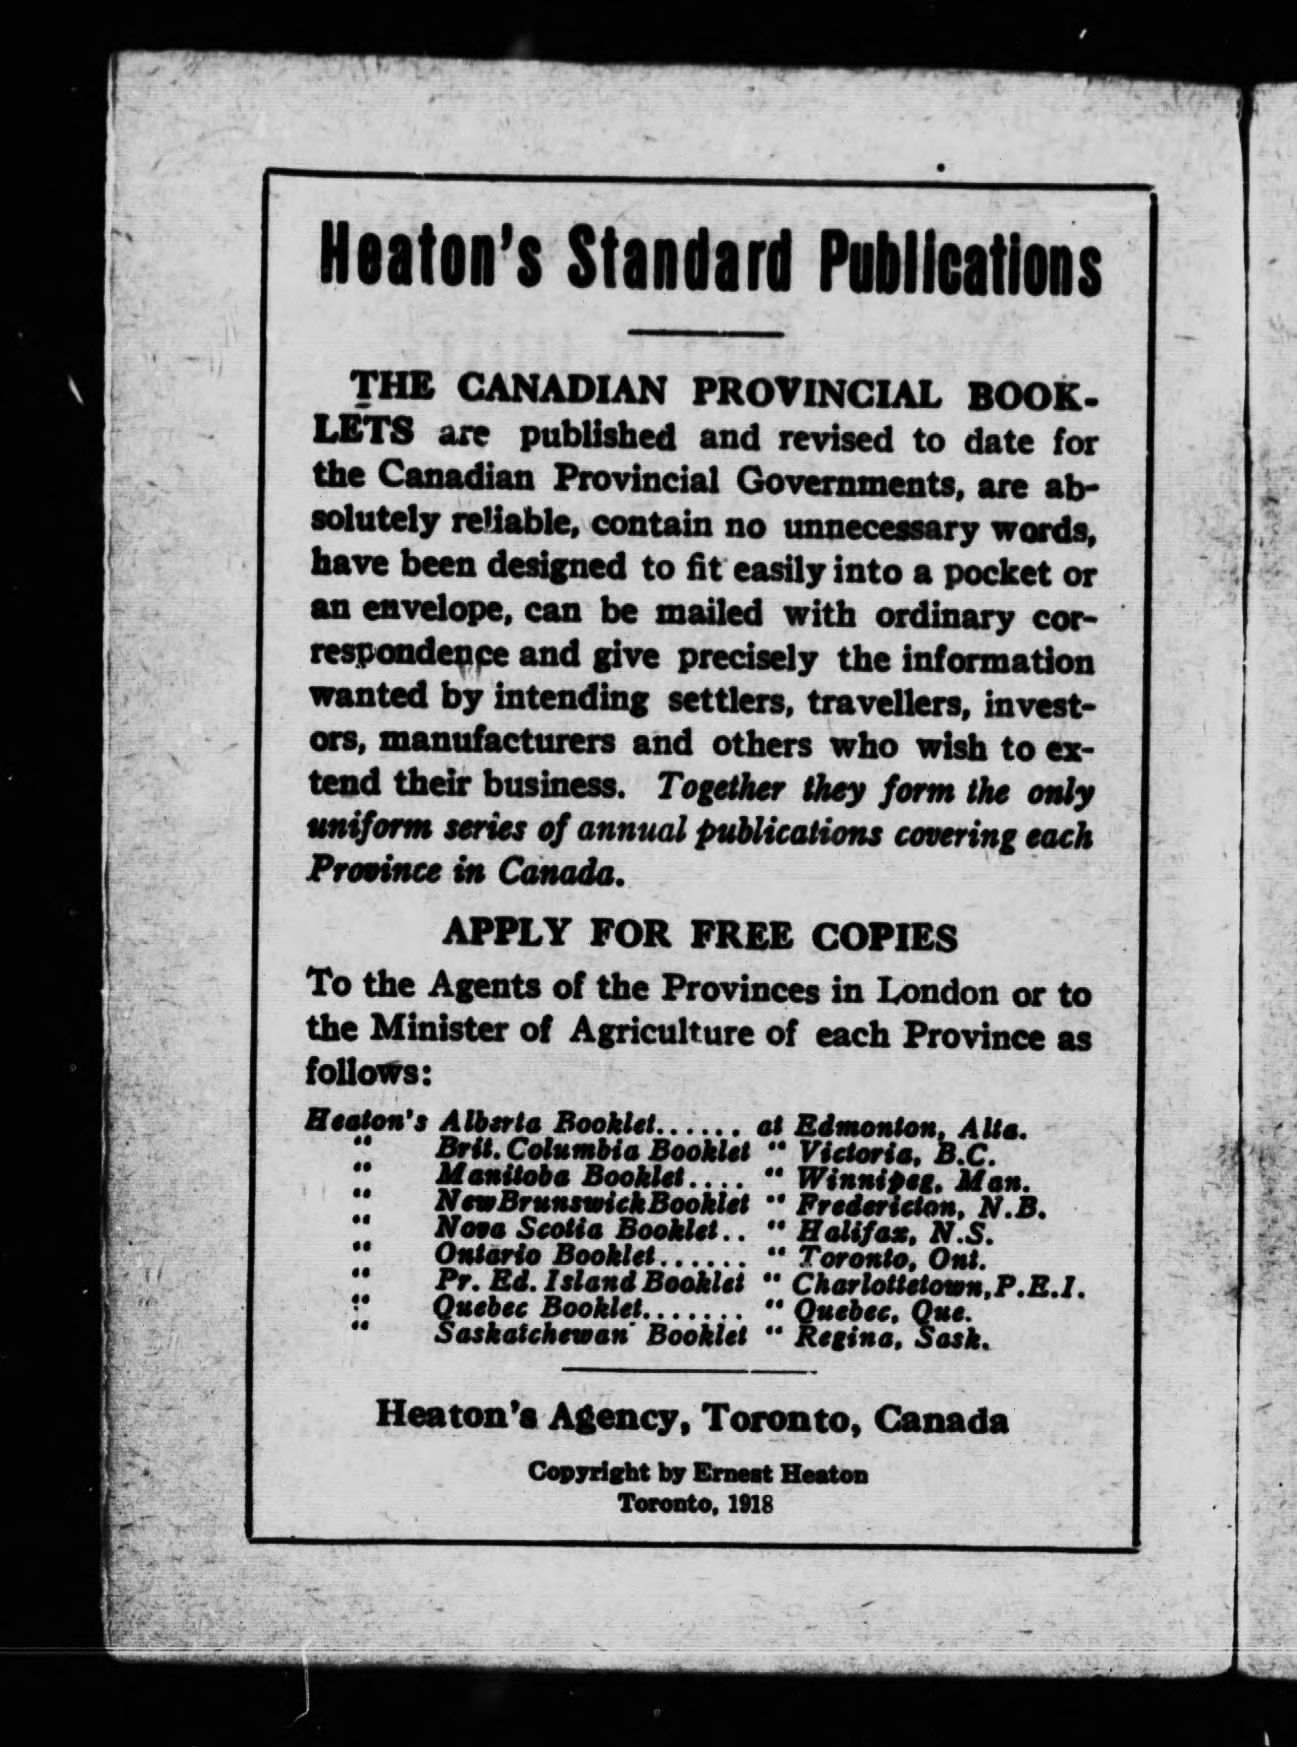 Heaton's Standard Publications
THE CANADIAN PROVINCIAL BOOK-
LETS are published and revised to date for
the Canadian Provincial Governments, are ab-
solutely reliable, contain no unnecessary words,
have been designed to fit easily into a pocket or
an envelope, can be mailed with ordinary cor-
respondence and give precisely the information
wanted by intending settlers, travellers, invest-
ors, manufacturers and others who wish to ex-
tend their business. Together they form the only
uniform series of annual publications covering each
Province in Canada.
APPLY FOR FREE COPIES
To the Agents of the Provinces in London or to
the Minister of Agriculture of each Province as
follows:
Heaton's Alberta Booklet...... at Edmonton, Alta.
" Brit. Columbia Booklet " Victoria, B.C.
" Manitoba Booklet.... " Winnipeg, Man.
" New Brunswick Booklet " Fredericton, N.B.
" Nova Scotia Booklet.. " Halifax, N.S.
" Ontario Booklet...... " Toronto, Ont.
" Pr. Ed. Island Booklet " Charlottetown, P.E.I.
" Quebec Booklet....... " Quebec, Que.
" Saskatchewan Booklet " Regina, Sask.
Heaton's Agency, Toronto, Canada
Copyright by Ernest Heaton
Toronto, 1918